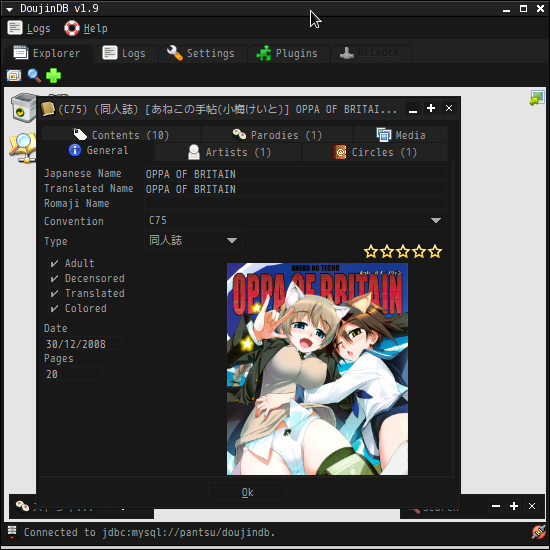 DoujinDB v1.9
Logs Help
Explorer Logs Settings Plugins Network
(C75) (同人誌) [あねこの手帖(小梅けいと)] OPPA OF BRITAI...
Contents (10) Parodies (1) Media
General Artists (1) Circles (1)
Japanese Name OPPA OF BRITAIN
Translated Name OPPA OF BRITAIN
Romaji Name
Convention C75
Type 同人誌
Adult
Decensored
Translated
Colored
Date
30/12/2008
Pages
20
ANEKO NO TECHO
OPPA OF BRITAIN
Ok
Search
Connected to jdbc:mysql://pantsu/doujindb.